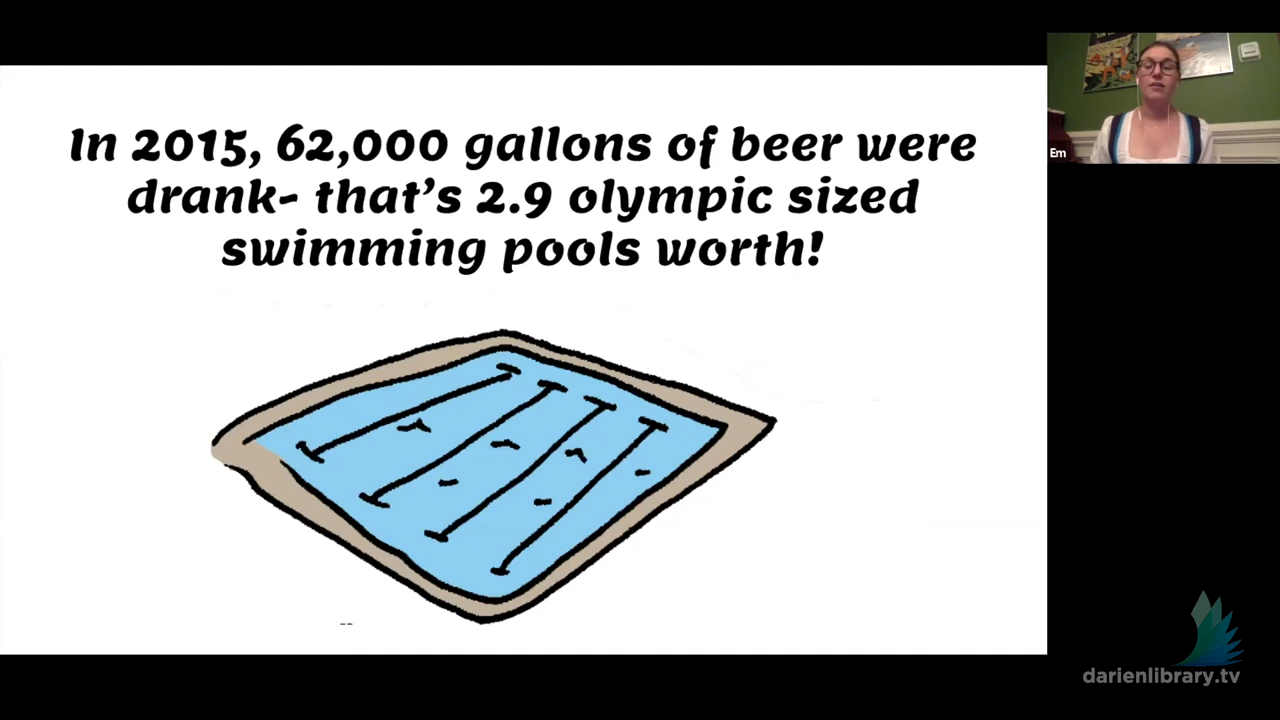 In 2015, 62,000 gallons of beer were
drank- that's 2.9 olympic sized
swimming pools worth!
Em
darienlibrary.tv